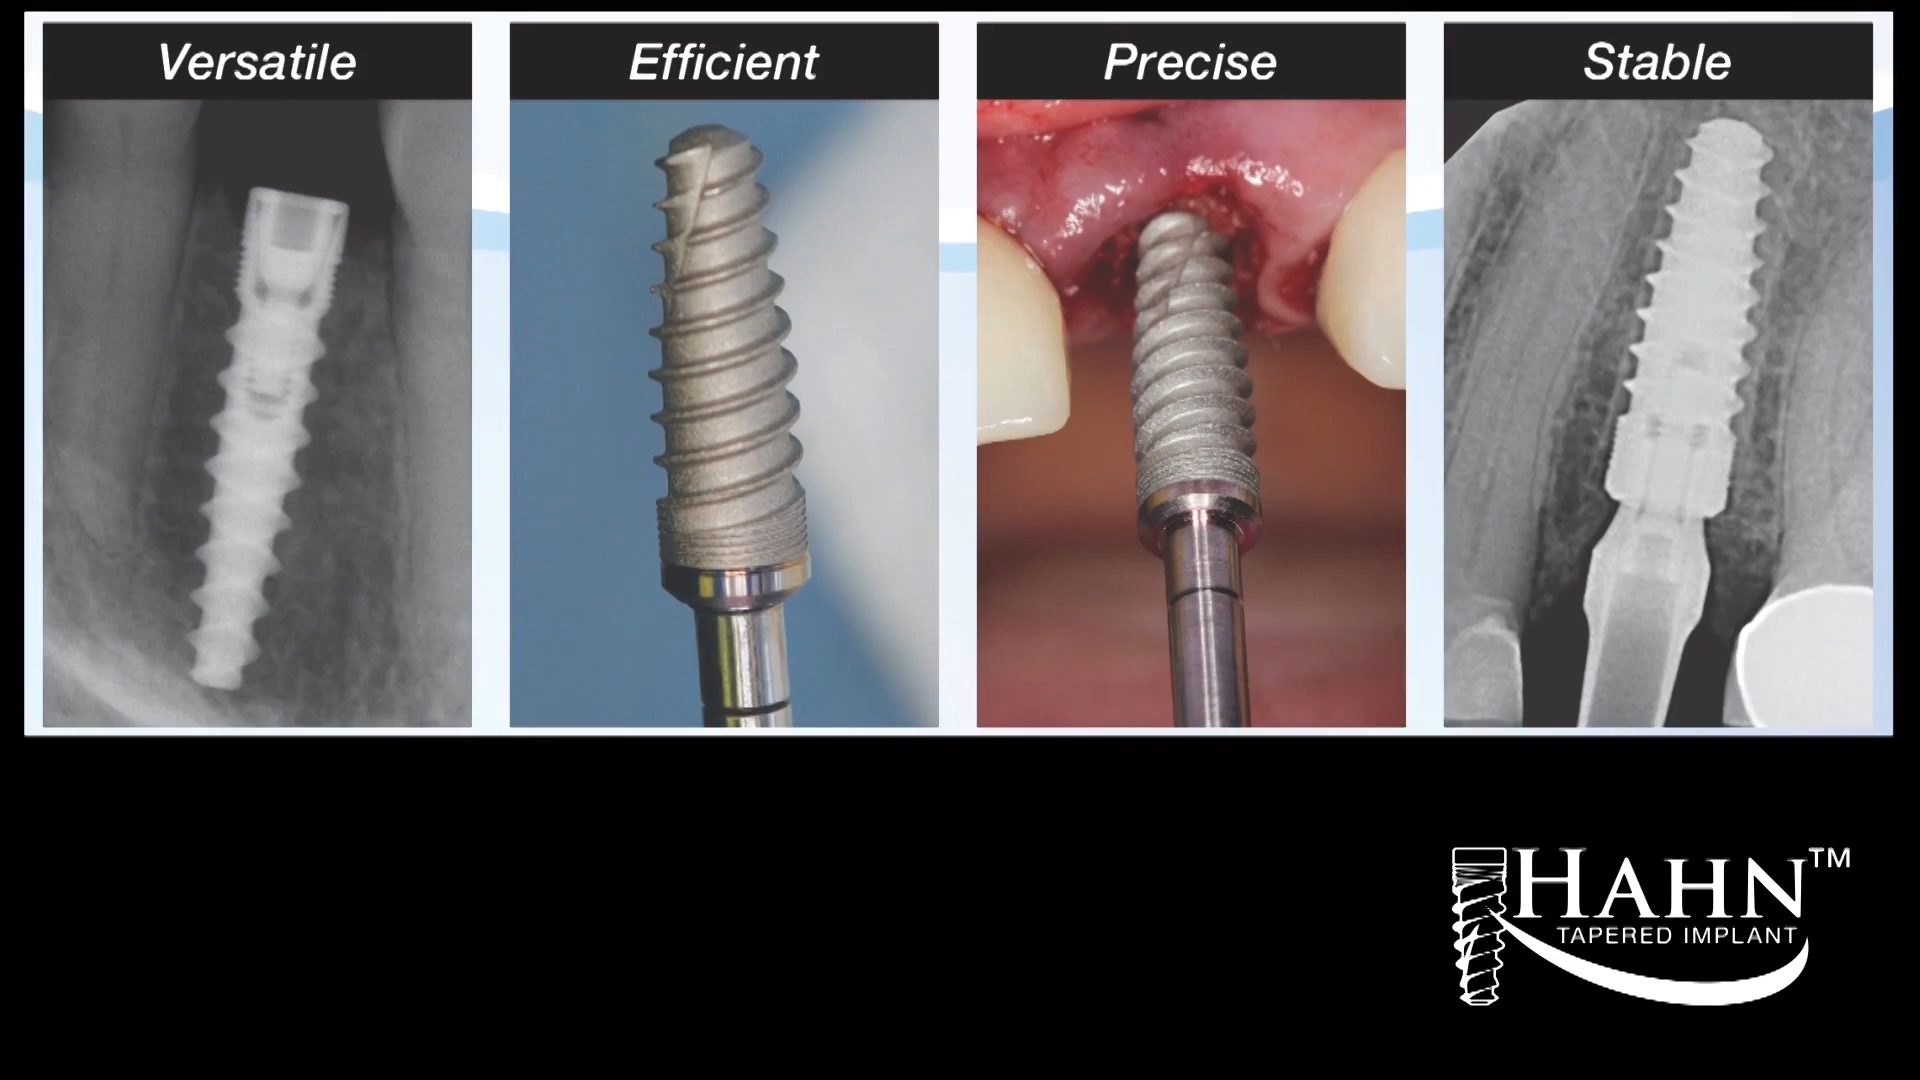 Versatile
Efficient
Precise
Stable
HAHN™
TAPERED IMPLANT